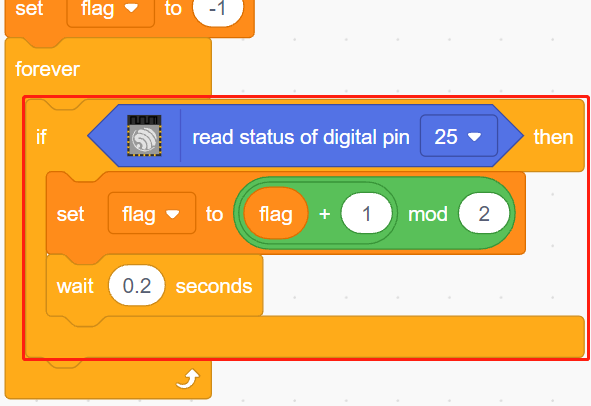 set flag to -1
forever
if read status of digital pin 25 then
set flag to flag + 1 mod 2
wait 0.2 seconds